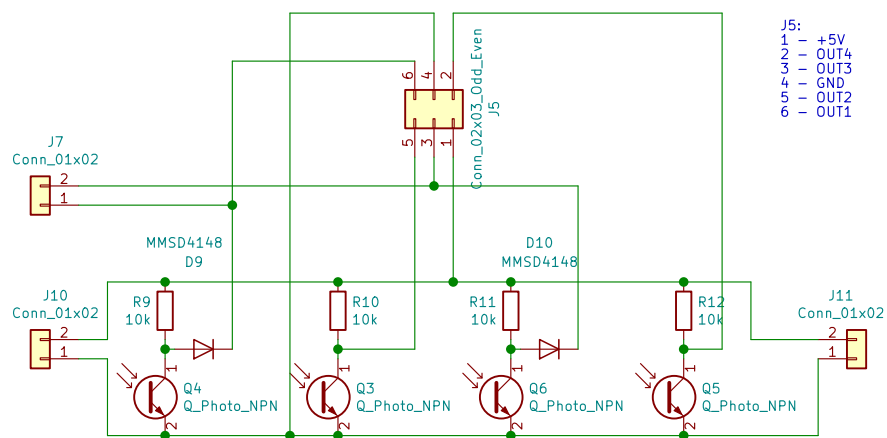 J5:
1 - +5V
2 - OUT4
3 - OUT3
4 - GND
5 - OUT2
6 - OUT1
6
4
2
Conn_02x03_Odd_Even
J5
5
3
1
J7
Conn_01x02
2
1
MMSD4148
D9
D10
MMSD4148
J10
Conn_01x02
2
1
R9
10k
R10
10k
R11
10k
R12
10k
J11
Conn_01x02
2
1
1
Q4
Q_Photo_NPN
2
1
Q3
Q_Photo_NPN
2
1
Q6
Q_Photo_NPN
2
1
Q5
Q_Photo_NPN
2